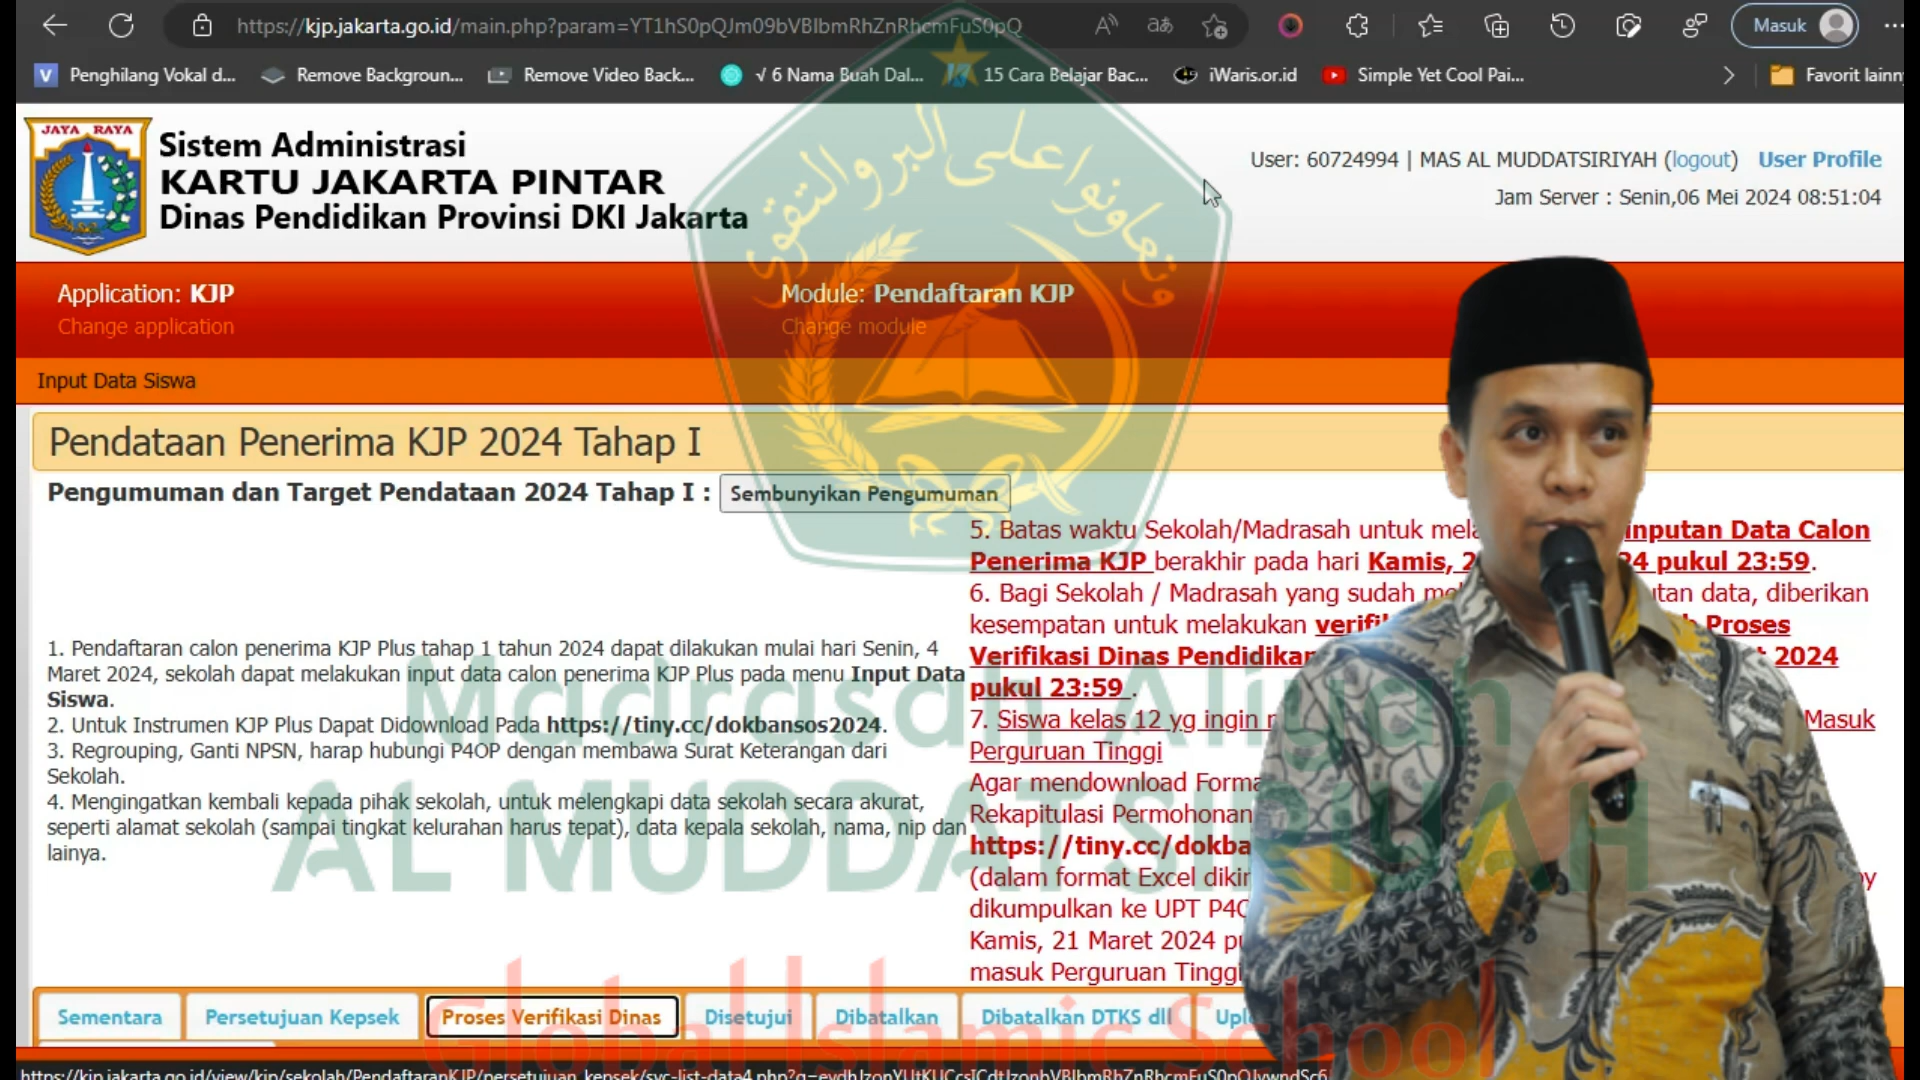 https://kjp.jakarta.go.id/main.php?param=YT1hS0pQJm09bVBlbmRhZnRhcmFuS0pQ
Masuk
Penghilang Vokal d...
Remove Backgroun...
Remove Video Back...
√ 6 Nama Buah Dal...
15 Cara Belajar Bac...
iWaris.or.id
Simple Yet Cool Pai...
Favorit lainn
JAYA RAYA
Sistem Administrasi
KARTU JAKARTA PINTAR
Dinas Pendidikan Provinsi DKI Jakarta
User: 60724994 | MAS AL MUDDATSIRIYAH (logout) User Profile
Jam Server : Senin,06 Mei 2024 08:51:04
وتعاونوا على البر والتقوى
Application: KJP
Change application
Module: Pendaftaran KJP
Change module
Input Data Siswa
Pendataan Penerima KJP 2024 Tahap I
Pengumuman dan Target Pendataan 2024 Tahap I : Sembunyikan Pengumuman
1. Pendaftaran calon penerima KJP Plus tahap 1 tahun 2024 dapat dilakukan mulai hari Senin, 4
Maret 2024, sekolah dapat melakukan input data calon penerima KJP Plus pada menu Input Data
Siswa.
2. Untuk Instrumen KJP Plus Dapat Didownload Pada https://tiny.cc/dokbansos2024.
3. Regrouping, Ganti NPSN, harap hubungi P4OP dengan membawa Surat Keterangan dari
Sekolah.
4. Mengingatkan kembali kepada pihak sekolah, untuk melengkapi data sekolah secara akurat,
seperti alamat sekolah (sampai tingkat kelurahan harus tepat), data kepala sekolah, nama, nip dan
lainya.
5. Batas waktu Sekolah/Madrasah untuk inputan Data Calon
Penerima KJP berakhir pada hari Kamis, pukul 23:59.
6. Bagi Sekolah / Madrasah yang sudah data, diberikan
kesempatan untuk melakukan Proses
Verifikasi Dinas Pendidikan 2024
pukul 23:59 .
7. Siswa kelas 12 yg ingin Masuk
Perguruan Tinggi
Agar mendownload
Rekapitulasi Permohonan
https://tiny.cc/dokba
(dalam format Excel
dikumpulkan ke UPT
Kamis, 21 Maret 2024
masuk Perguruan Tinggi
Madrasah Aliyah
AL MUDDATSIRIYAH
Global Islamic School
Sementara
Persetujuan Kepsek
Proses Verifikasi Dinas
Disetujui
Dibatalkan
Dibatalkan DTKS dll